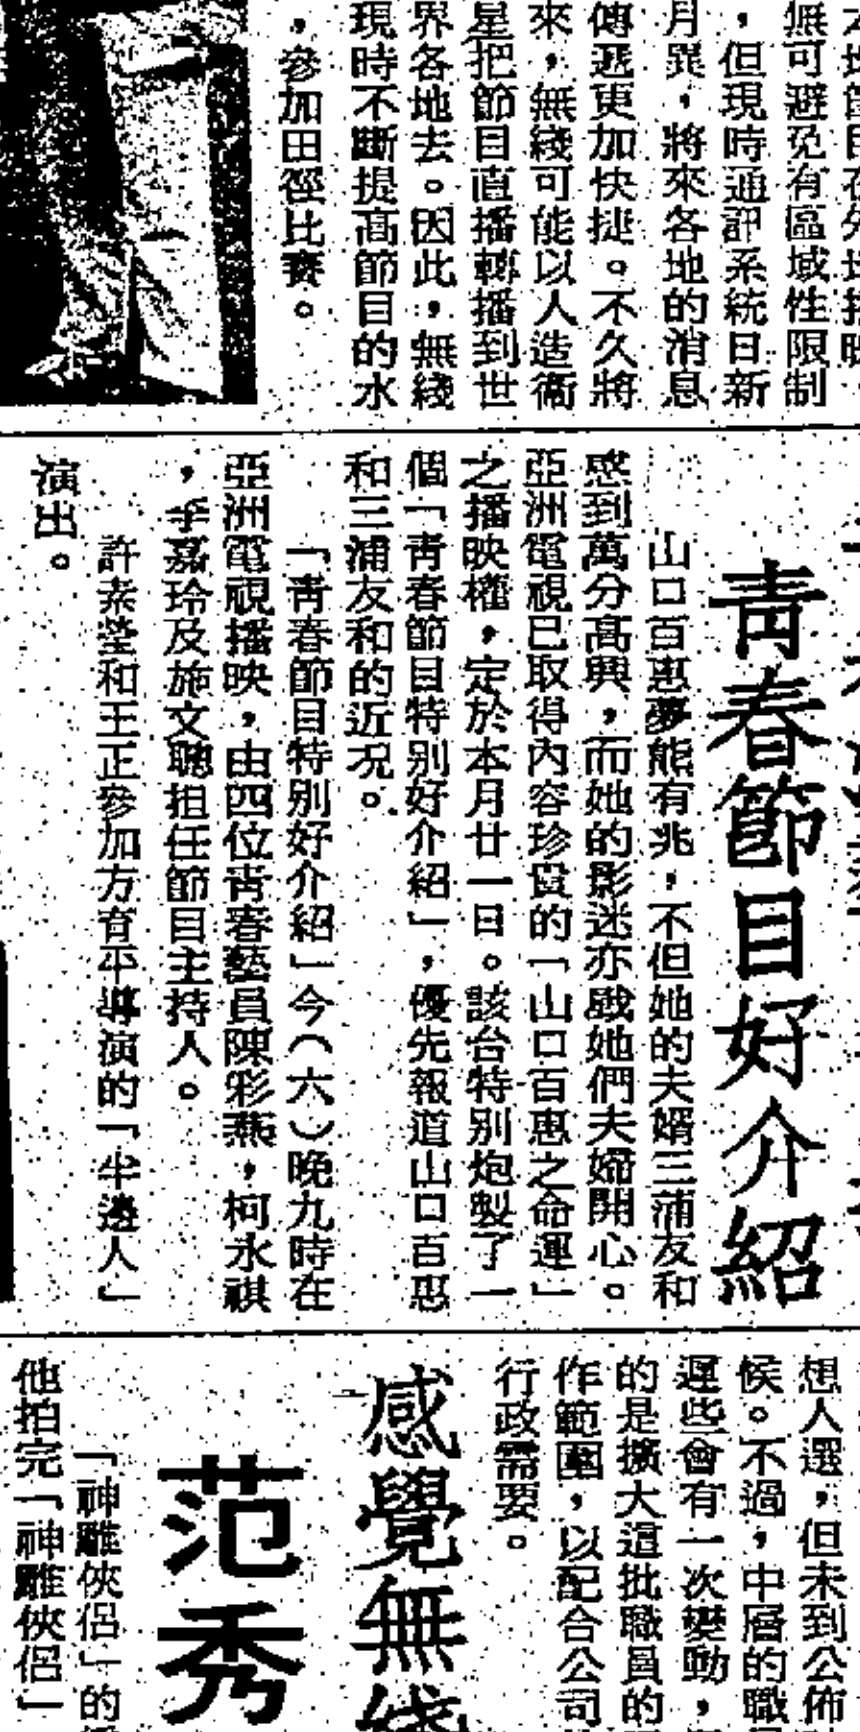 無可避免有區域性限制
，但現時通訊系統日新
月異，將來各地的消息
傳遞更加快捷。不久將
來，無綫可能以人造衞
星把節目直播轉播到世
界各地去。因此，無綫
現時不斷提高節目的水
，參加田徑比賽。
青春節目好介紹
山口百惠夢熊有兆，不但她的夫婿三浦友和
感到萬分高興，而她的影迷亦戥她們夫婦開心。
亞洲電視已取得內容珍貴的「山口百惠之命運」
之播映權，定於本月廿一日。該台特別炮製了一
個「青春節目特別好介紹」，優先報道山口百惠
和三浦友和的近况。
「青春節目特別好介紹」今（六）晚九時在
亞洲電視播映，由四位青春藝員陳彩燕，柯永祺
，李嘉玲及施文聰担任節目主持人。
許素瑩和王正參加方育平導演的「半邊人」
演出。
想人選，但未到公佈
候。不過，中層的職
遲些會有一次變動，
的是擴大這批職員的
作範圍，以配合公司
行政需要。
感覺無綫
范秀
「神鵰俠侶」的
他拍完「神鵰俠侶」